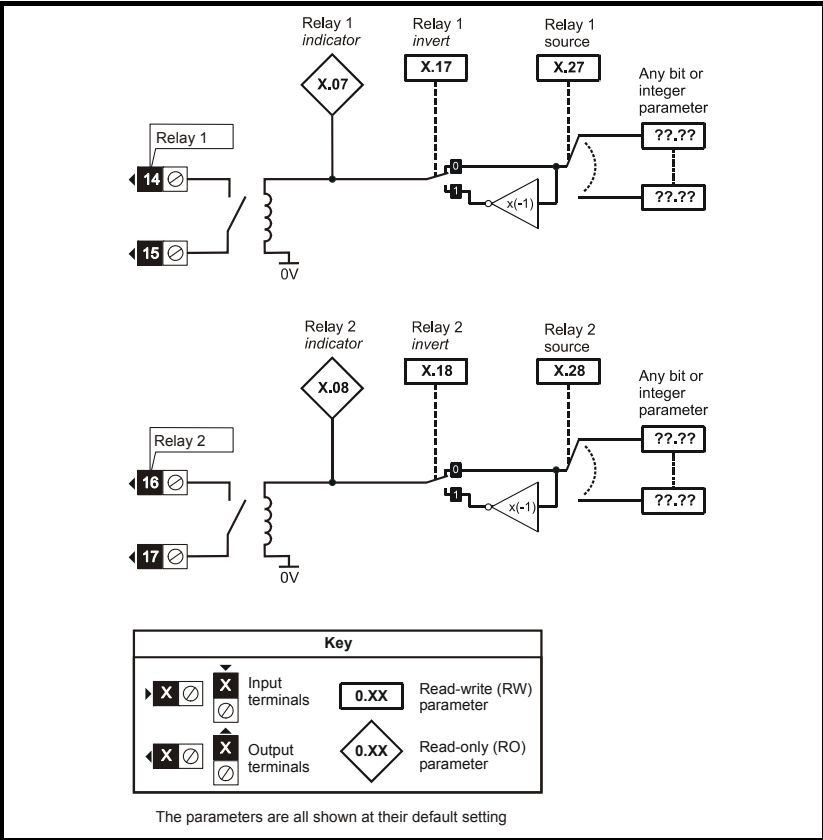 Relay 1
indicator
Relay 1
invert
Relay 1
source
X.07
X.17
X.27
Any bit or
integer
parameter
??.??
??.??
Relay 1
14
15
0
1
x(-1)
0V
Relay 2
indicator
Relay 2
invert
Relay 2
source
X.08
X.18
X.28
Any bit or
integer
parameter
??.??
??.??
Relay 2
16
17
0
1
x(-1)
0V
Key
X
X
Input
terminals
0.XX
Read-write (RW)
parameter
X
X
Output
terminals
0.XX
Read-only (RO)
parameter
The parameters are all shown at their default setting